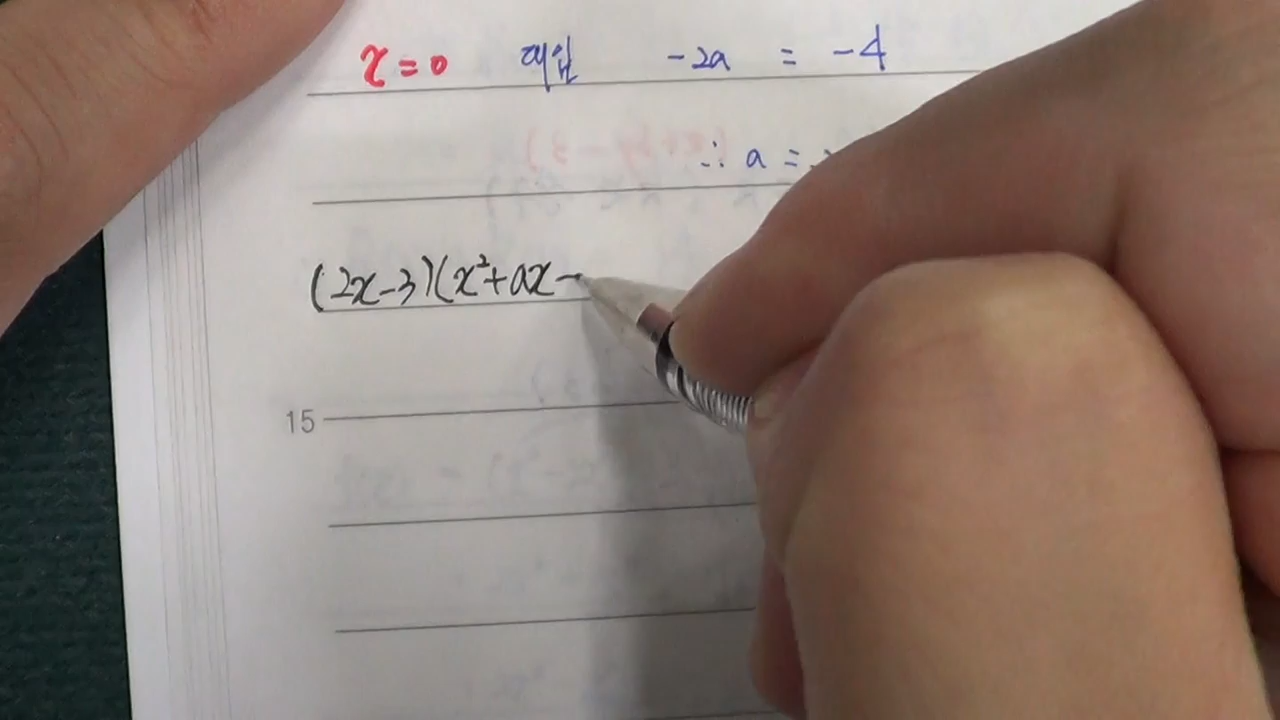 x=0 대입 -2a = -4
∴ a =
(2x-3)(x²+ax-
15